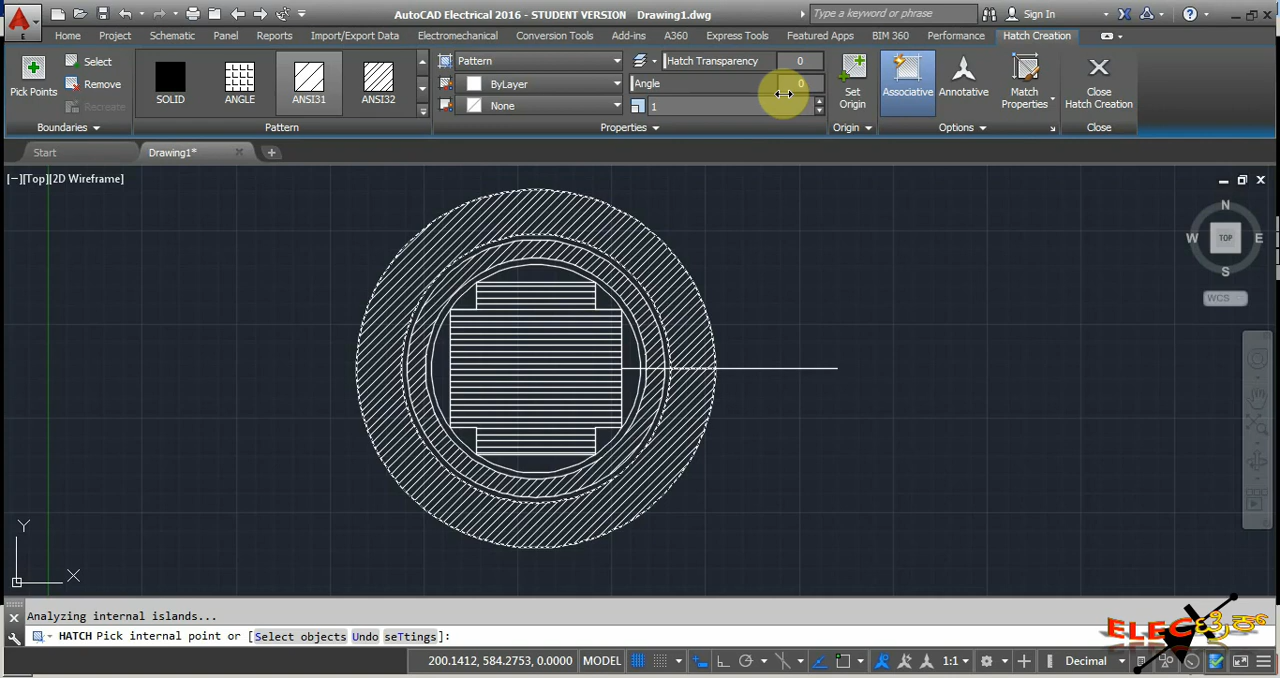 AutoCAD Electrical 2016 - STUDENT VERSION Drawing1.dwg Type a keyword or phrase Sign In
E Home Project Schematic Panel Reports Import/Export Data Electromechanical Conversion Tools Add-ins A360 Express Tools Featured Apps BIM 360 Performance Hatch Creation
Pick Points
Select
Remove
Recreate
SOLID ANGLE ANSI31 ANSI32
Pattern
ByLayer
None
Hatch Transparency 0
Angle 0
1
Set Origin
Associative
Annotative
Match Properties
Close Hatch Creation
Boundaries Pattern Properties Origin Options Close
Start Drawing1*
[−][Top][2D Wireframe]
N
W TOP E
S
WCS
Y
X
Analyzing internal islands...
HATCH Pick internal point or [Select objects Undo seTtings]:
200.1412, 584.2753, 0.0000 MODEL 1:1 Decimal